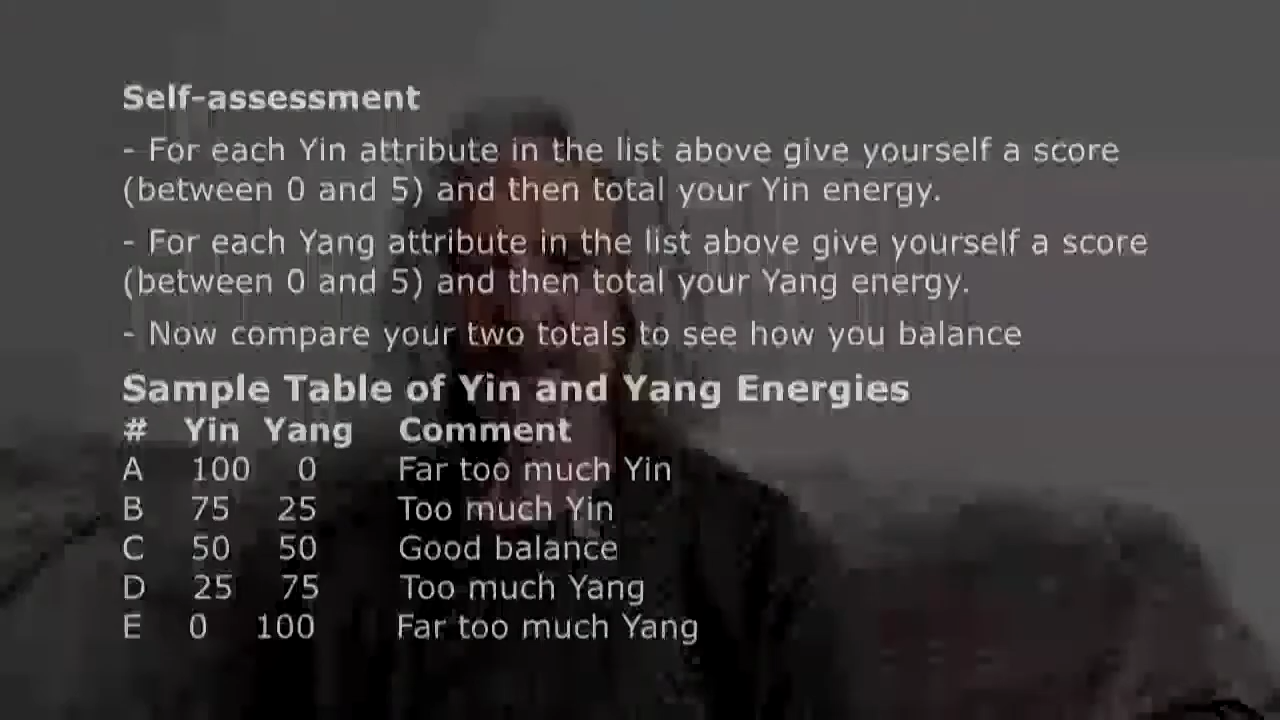 Self-assessment
- For each Yin attribute in the list above give yourself a score
(between 0 and 5) and then total your Yin energy.
- For each Yang attribute in the list above give yourself a score
(between 0 and 5) and then total your Yang energy.
- Now compare your two totals to see how you balance
Sample Table of Yin and Yang Energies
# Yin Yang Comment
A 100 0 Far too much Yin
B 75 25 Too much Yin
C 50 50 Good balance
D 25 75 Too much Yang
E 0 100 Far too much Yang